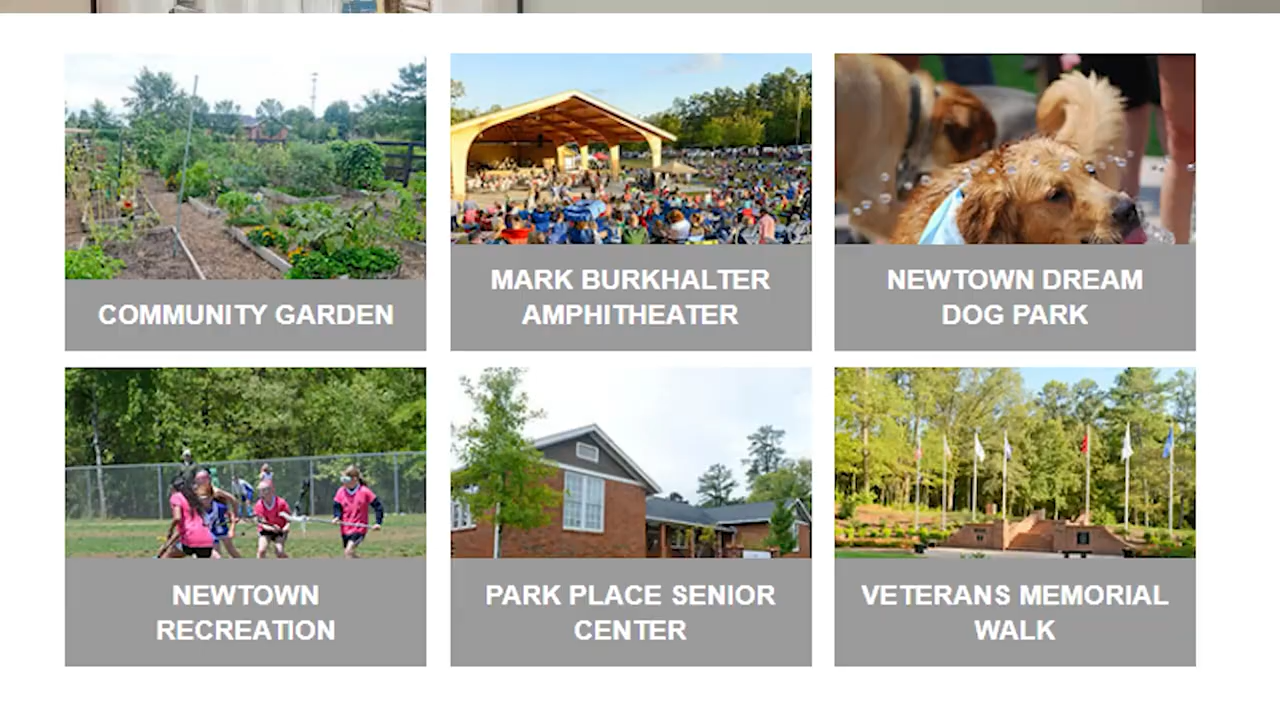 COMMUNITY GARDEN
MARK BURKHALTER
AMPHITHEATER
NEWTOWN DREAM
DOG PARK
NEWTOWN
RECREATION
PARK PLACE SENIOR
CENTER
VETERANS MEMORIAL
WALK